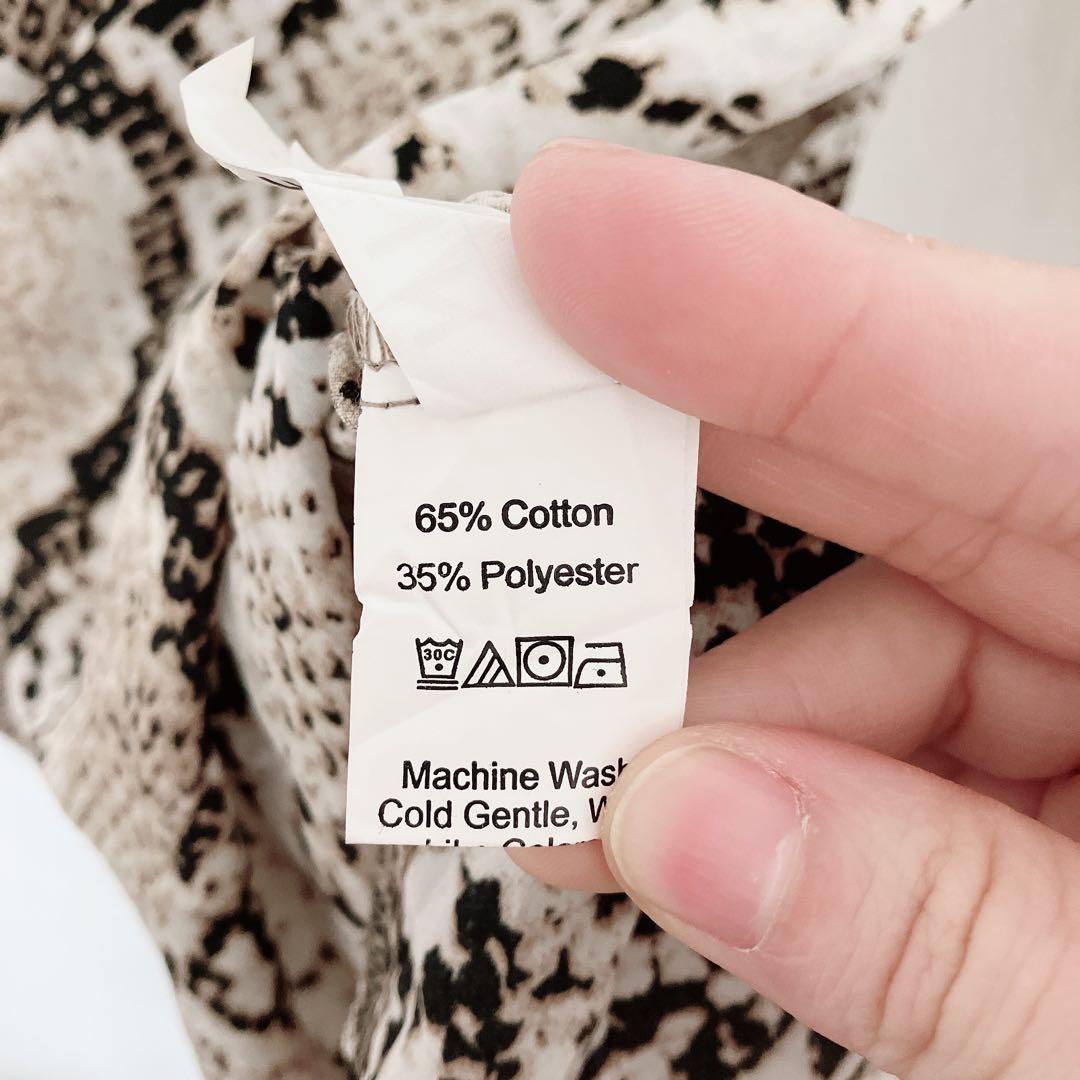 65% Cotton
35% Polyester
30C
Machine Wash
Cold Gentle,